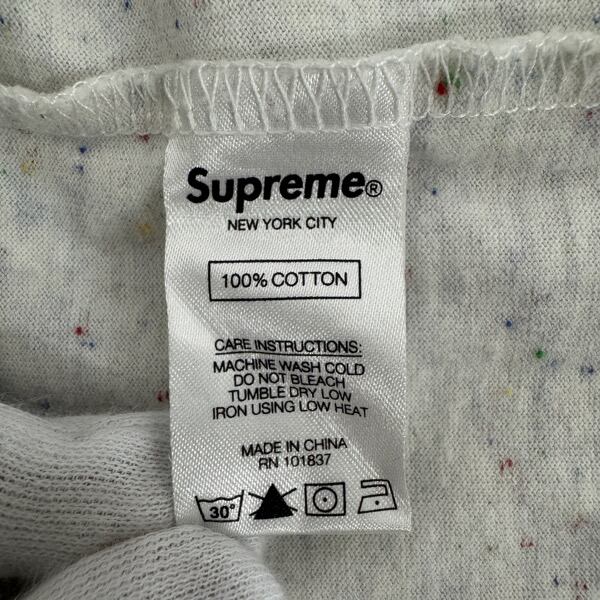 Supreme®
NEW YORK CITY
100% COTTON
CARE INSTRUCTIONS:
MACHINE WASH COLD
DO NOT BLEACH
TUMBLE DRY LOW
IRON USING LOW HEAT
MADE IN CHINA
RN 101837
30°